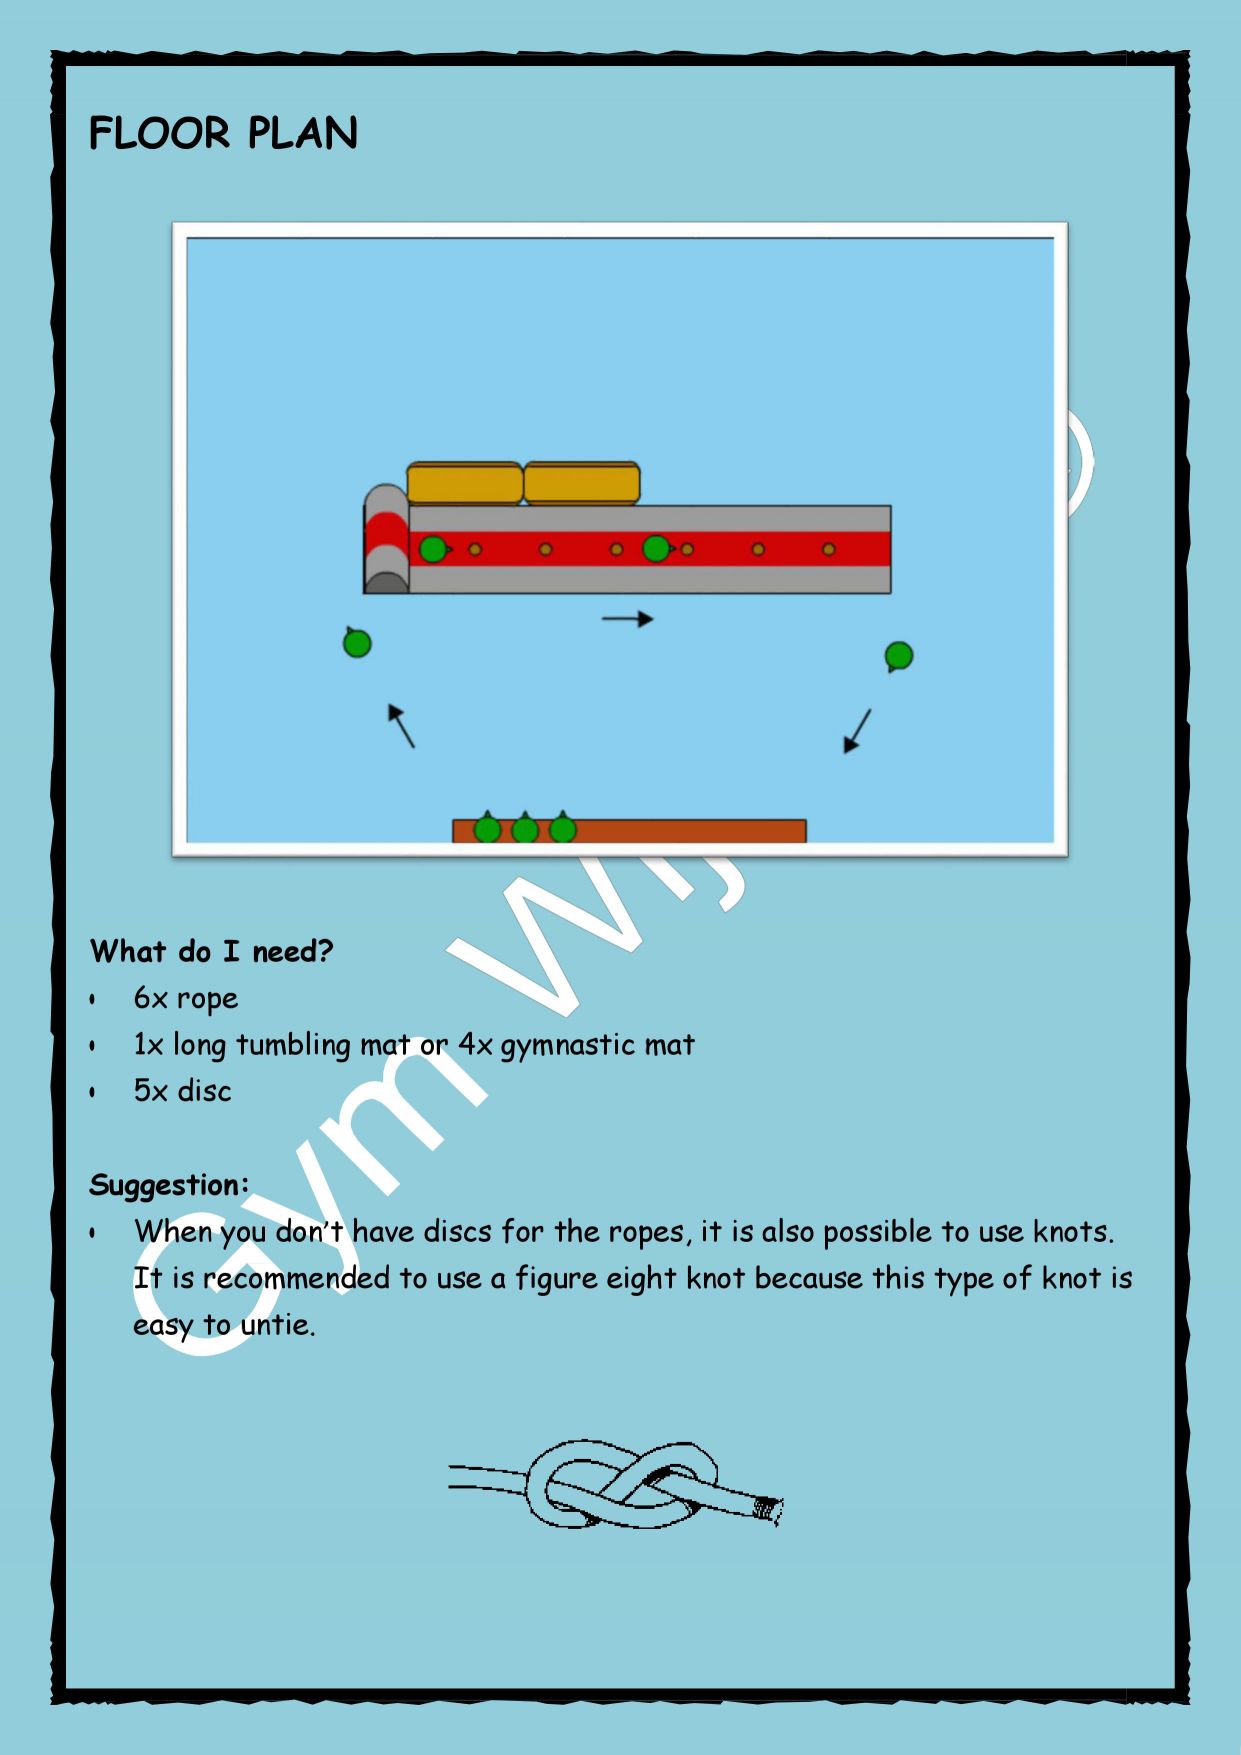 FLOOR PLAN
What do I need?
• 6x rope
• 1x long tumbling mat or 4x gymnastic mat
• 5x disc
Suggestion:
• When you don't have discs for the ropes, it is also possible to use knots.
It is recommended to use a figure eight knot because this type of knot is
easy to untie.
Gym Wij